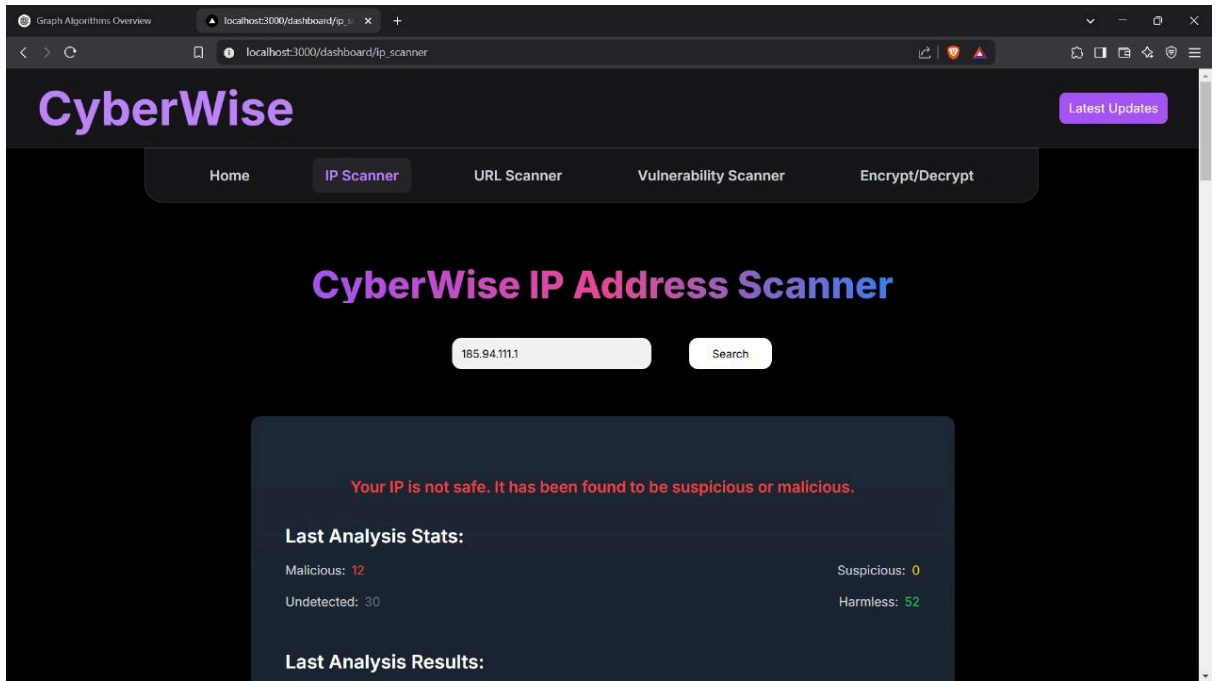 Graph Algorithms Overview localhost:3000/dashboard/ip_s
localhost:3000/dashboard/ip_scanner
CyberWise Latest Updates
Home IP Scanner URL Scanner Vulnerability Scanner Encrypt/Decrypt
CyberWise IP Address Scanner
185.94.111.1 Search
Your IP is not safe. It has been found to be suspicious or malicious.
Last Analysis Stats:
Malicious: 12 Suspicious: 0
Undetected: 30 Harmless: 52
Last Analysis Results: